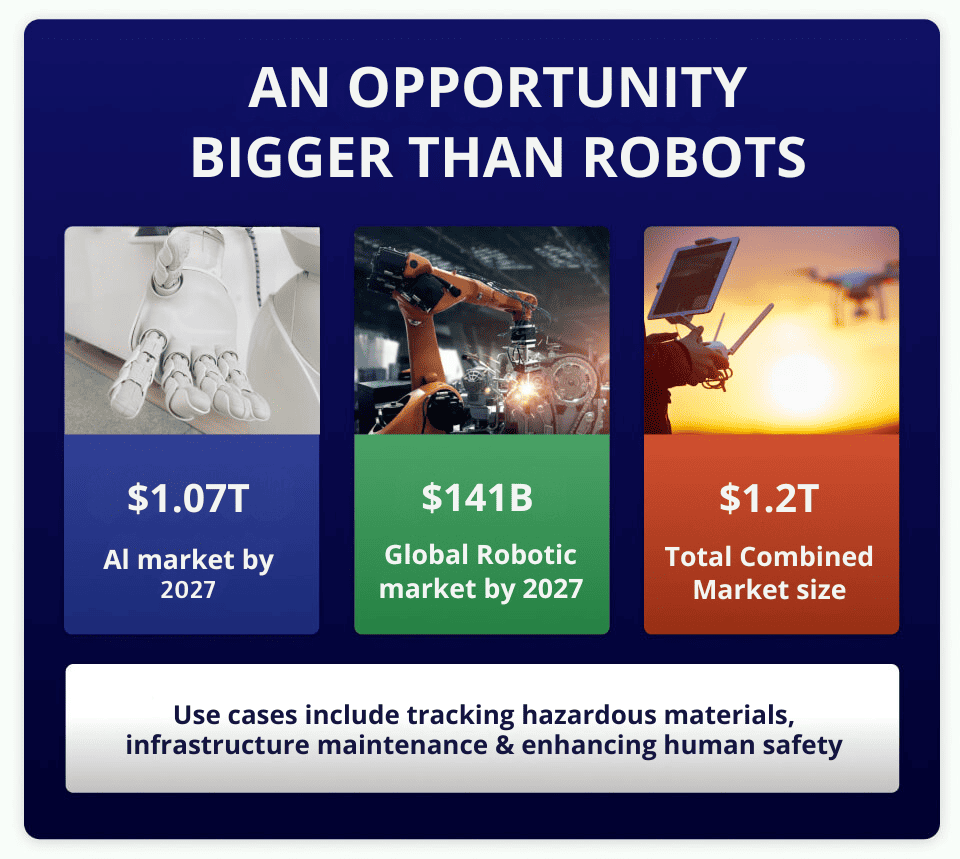 AN OPPORTUNITY
BIGGER THAN ROBOTS
$1.07T
AI market by
2027
$141B
Global Robotic
market by 2027
$1.2T
Total Combined
Market size
Use cases include tracking hazardous materials,
infrastructure maintenance & enhancing human safety